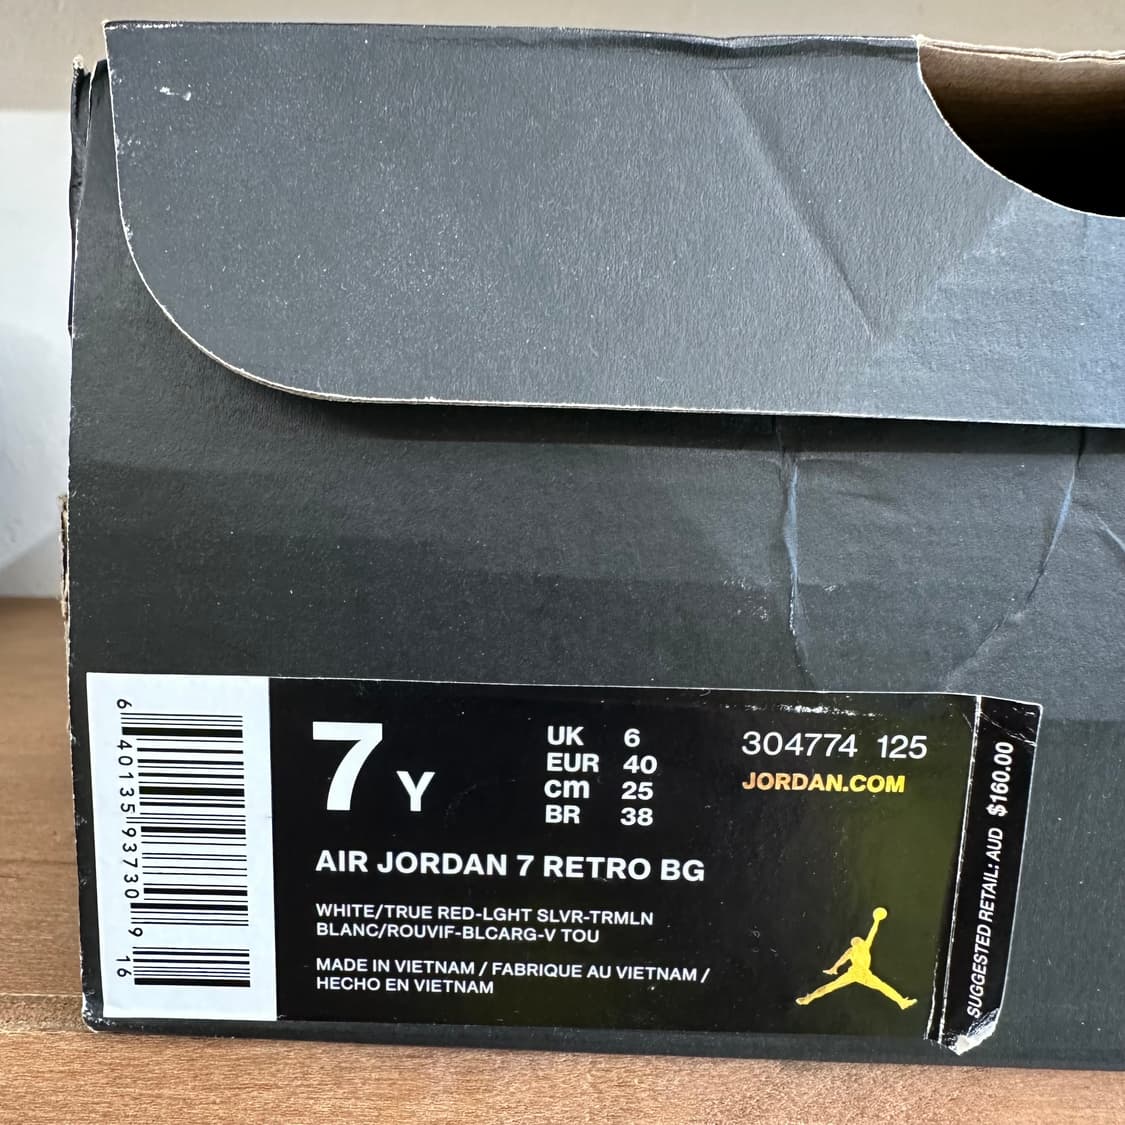 6 40135 93730 9 16
7 Y
UK 6
EUR 40
cm 25
BR 38
304774 125
JORDAN.COM
AIR JORDAN 7 RETRO BG
WHITE/TRUE RED-LGHT SLVR-TRMLN
BLANC/ROUVIF-BLCARG-V TOU
MADE IN VIETNAM / FABRIQUE AU VIETNAM /
HECHO EN VIETNAM
SUGGESTED RETAIL: AUD $160.00